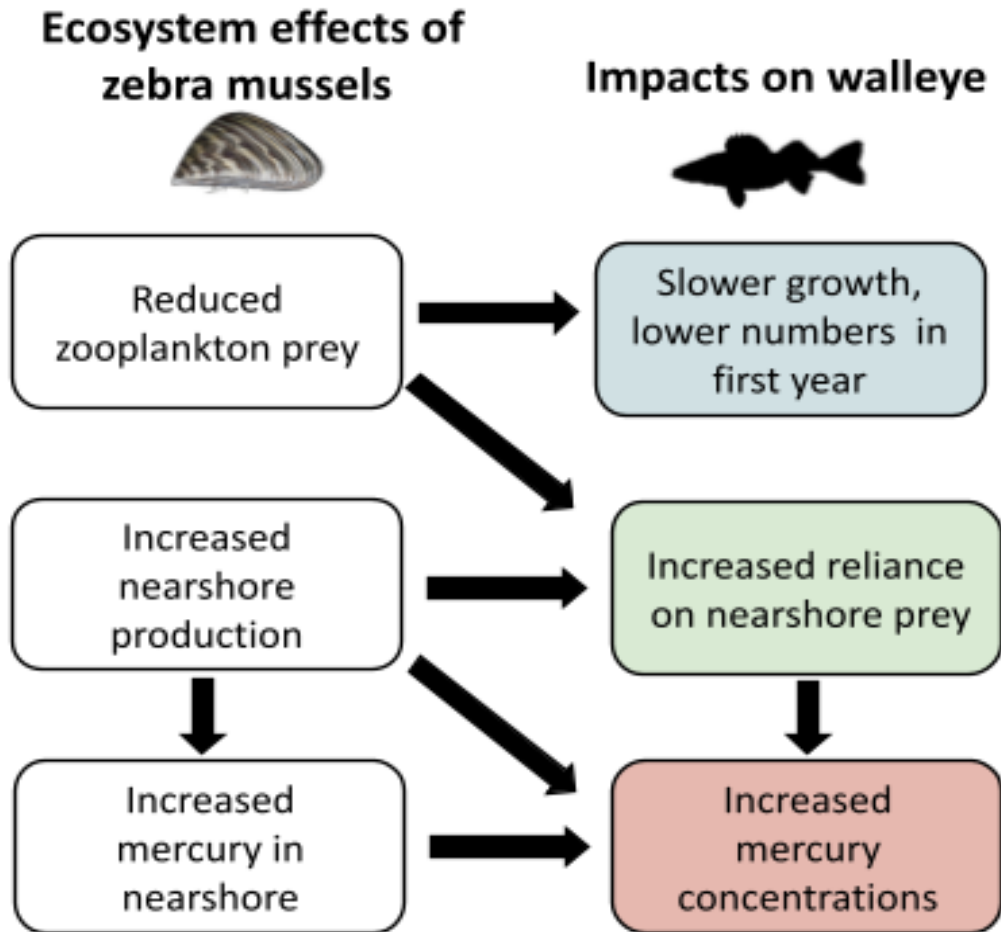 Ecosystem effects of
zebra mussels
Impacts on walleye
Reduced
zooplankton prey
Slower growth,
lower numbers in
first year
Increased
nearshore
production
Increased reliance
on nearshore prey
Increased
mercury in
nearshore
Increased
mercury
concentrations